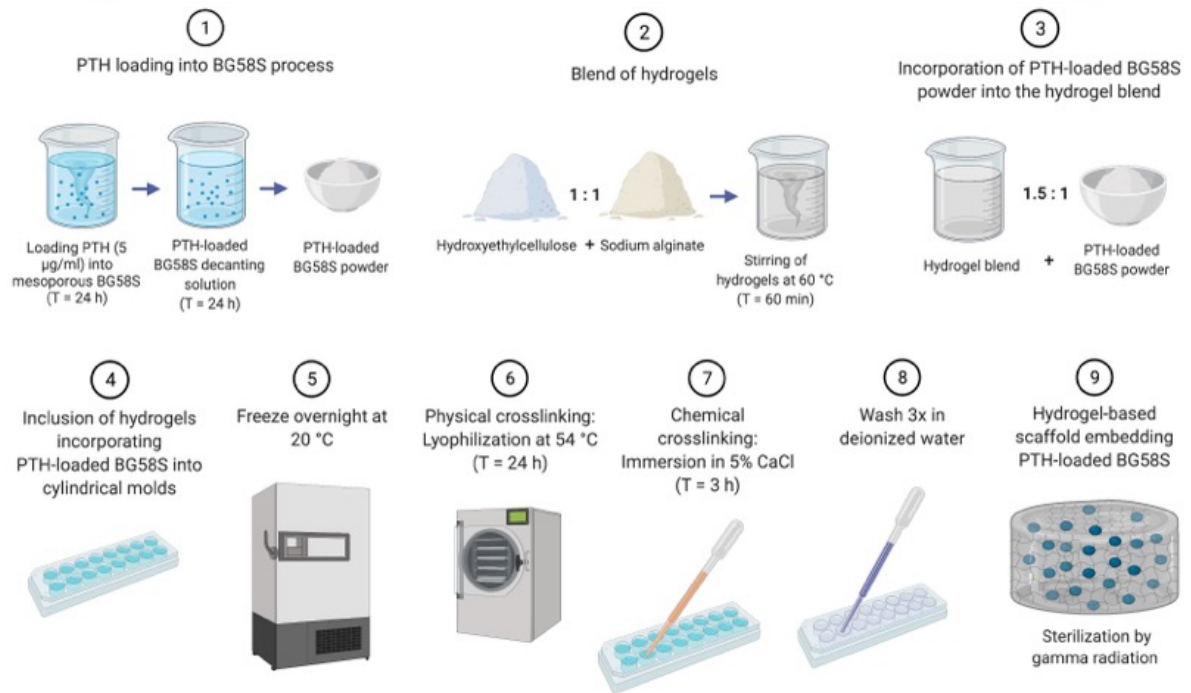 1
PTH loading into BG58S process
Loading PTH (5
µg/ml) into
mesoporous BG58S
(T = 24 h)
PTH-loaded
BG58S decanting
solution
(T = 24 h)
PTH-loaded
BG58S powder
2
Blend of hydrogels
1 : 1
Hydroxyethylcellulose + Sodium alginate
Stirring of
hydrogels at 60 °C
(T = 60 min)
3
Incorporation of PTH-loaded BG58S
powder into the hydrogel blend
1.5 : 1
Hydrogel blend
+
PTH-loaded
BG58S powder
4
Inclusion of hydrogels
incorporating
PTH-loaded BG58S into
cylindrical molds
5
Freeze overnight at
20 °C
6
Physical crosslinking:
Lyophilization at 54 °C
(T = 24 h)
7
Chemical
crosslinking:
Immersion in 5% CaCl
(T = 3 h)
8
Wash 3x in
deionized water
9
Hydrogel-based
scaffold embedding
PTH-loaded BG58S
Sterilization by
gamma radiation